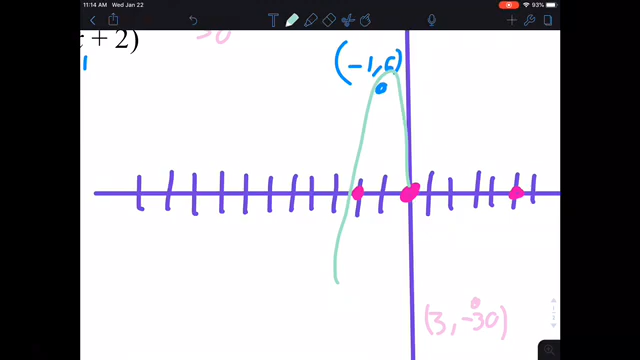 11:14 AM Wed Jan 22
93%
+ 2)
(-1, 6)
(3, -30)